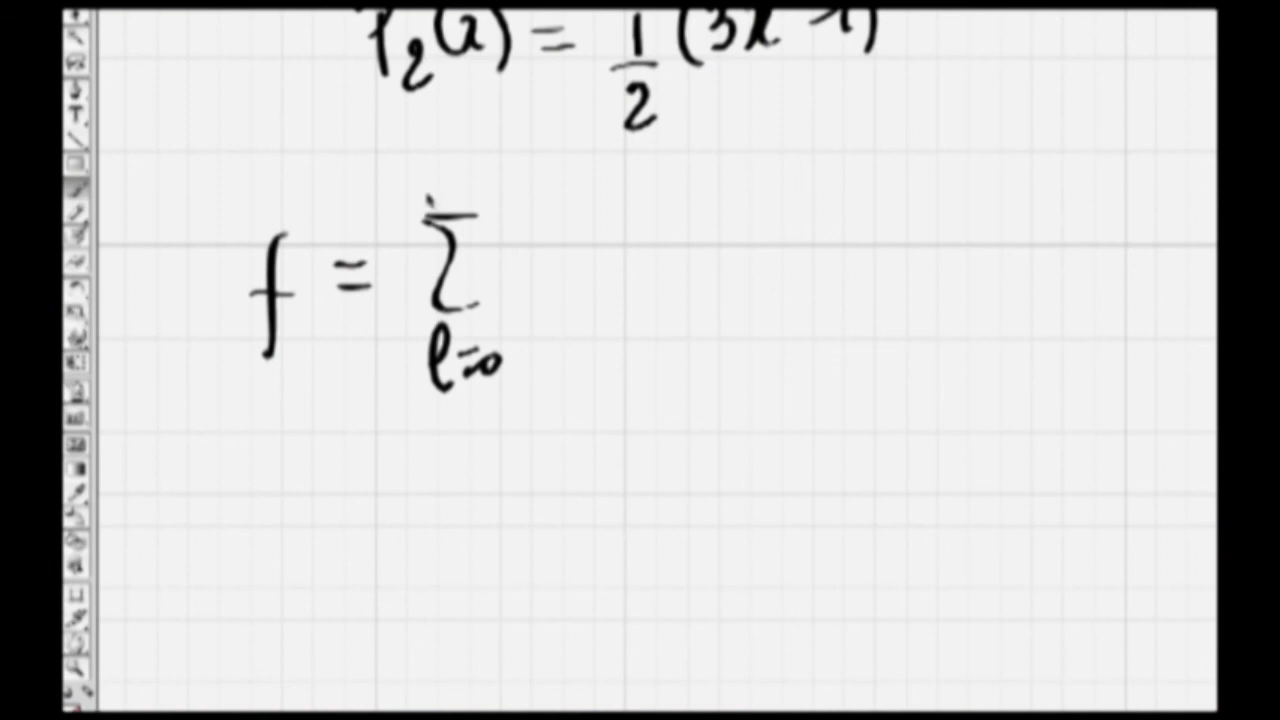 P₂(x) = 1/2 (3x² - 1)
f = ∑ l=0